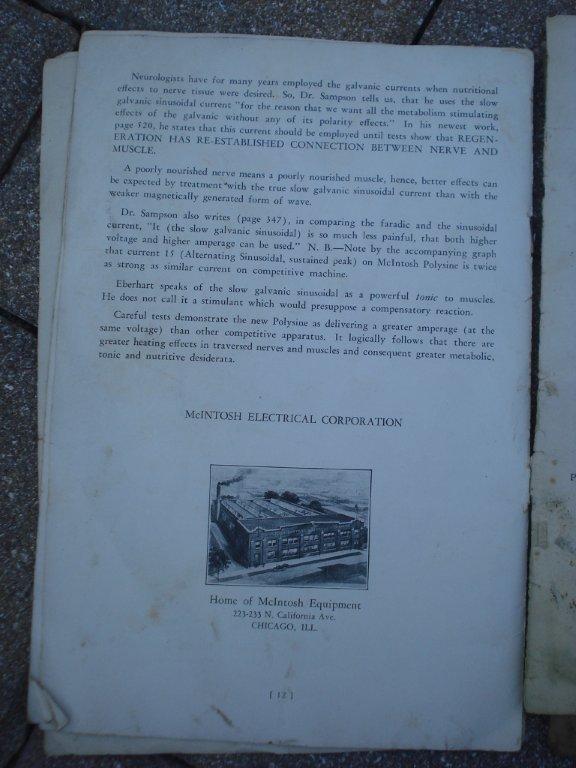 Neurologists have for many years employed the galvanic currents when nutritional
effects to nerve tissue were desired. So, Dr. Sampson tells us, that he uses the slow
galvanic sinusoidal current "for the reason that we want all the metabolism stimulating
effects of the galvanic without any of its polarity effects." In his newest work,
page 520, he states that this current should be employed until tests show that REGEN-
ERATION HAS RE-ESTABLISHED CONNECTION BETWEEN NERVE AND
MUSCLE.
A poorly nourished nerve means a poorly nourished muscle, hence, better effects can
be expected by treatment with the true slow galvanic sinusoidal current than with the
weaker magnetically generated form of wave.
Dr. Sampson also writes (page 347), in comparing the faradic and the sinusoidal
current, "It (the slow galvanic sinusoidal) is so much less painful, that both higher
voltage and higher amperage can be used." N. B.—Note by the accompanying graph
that current 15 (Alternating Sinusoidal, sustained peak) on McIntosh Polysine is twice
as strong as similar current on competitive machine.
Eberhart speaks of the slow galvanic sinusoidal as a powerful tonic to muscles.
He does not call it a stimulant which would presuppose a compensatory reaction.
Careful tests demonstrate the new Polysine as delivering a greater amperage (at the
same voltage) than other competitive apparatus. It logically follows that there are
greater heating effects in traversed nerves and muscles and consequent greater metabolic,
tonic and nutritive desiderata.
McINTOSH ELECTRICAL CORPORATION
Home of McIntosh Equipment
223-233 N. California Ave.
CHICAGO, ILL.
[ 12 ]
P